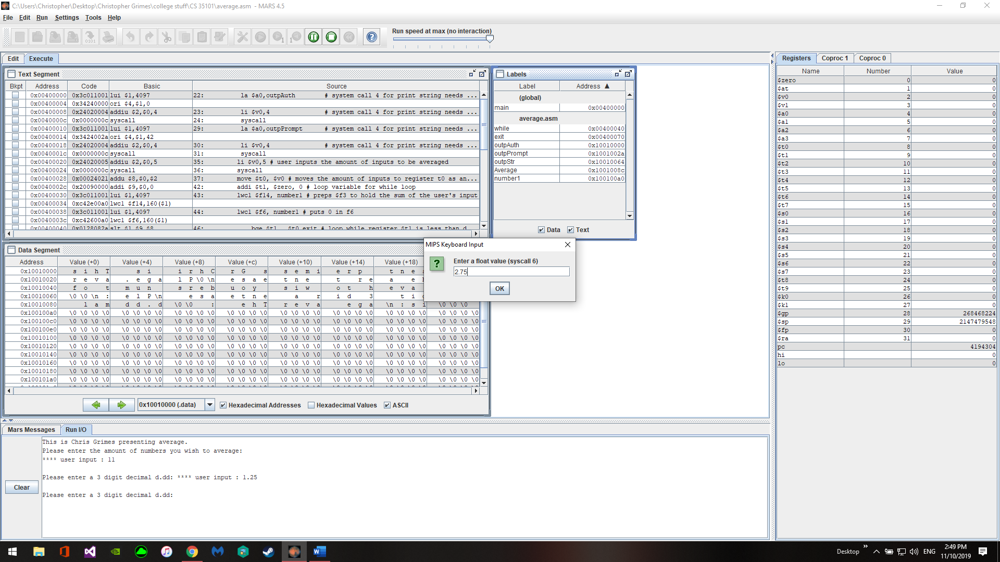 C:\Users\Christopher\Desktop\Christopher Grimes\college stuff\CS 35101\average.asm - MARS 4.5
File Edit Run Settings Tools Help
Run speed at max (no interaction)
Edit Execute
Text Segment
Bkpt Address Code Basic Source
0x00400000 0x3c011001 lui $1,4097 22: la $a0,outpAuth # system call 4 for print string needs ...
0x00400004 0x34240000 ori $4,$1,0
0x00400008 0x24020004 addiu $2,$0,4 23: li $v0,4 # system call 4 for print string needs ...
0x0040000c 0x0000000c syscall 24: syscall
0x00400010 0x3c011001 lui $1,4097 29: la $a0,outpPrompt # system call 4 for print string needs ...
0x00400014 0x3424002a ori $4,$1,42
0x00400018 0x24020004 addiu $2,$0,4 30: li $v0,4 # system call 4 for print string needs ...
0x0040001c 0x0000000c syscall 31: syscall
0x00400020 0x24020005 addiu $2,$0,5 35: li $v0,5 # user inputs the amount of inputs to be averaged
0x00400024 0x0000000c syscall 36: syscall
0x00400028 0x00024021 addu $8,$0,$2 37: move $t0, $v0 # moves the amount of inputs to register t0 as an...
0x0040002c 0x20090000 addi $9,$0,0 42: addi $t1, $zero, 0 # loop variable for while loop
0x00400030 0x3c011001 lui $1,4097 43: lwc1 $f14, number1 # preps $f3 to hold the sum of the user's input
0x00400034 0xc42e00a0 lwc1 $f14,160($1)
0x00400038 0x3c011001 lui $1,4097 44: lwc1 $f6, number1 # puts 0 in f6
0x0040003c 0xc42600a0 lwc1 $f6,160($1)
0x00400040 0x0128082a slt $1,$9,$8 46: bge $t1, $t0 exit # loop while register $t1 is less than d
Labels
Label Address ▲
(global)
main 0x00400000
average.asm
while 0x00400040
exit 0x00400070
outpAuth 0x10010000
outpPrompt 0x1001002a
outpStr 0x10010064
Average 0x1001008c
number1 0x100100a0
Data Text
Data Segment
Address Value (+0) Value (+4) Value (+8) Value (+c) Value (+10) Value (+14) Value (+18)
0x10010000 s i h T s i i r h C r G s s e m i e r p t n e s
0x10010020 r e v a . e g a l P \0 \n e s a e t n e t r e a e h
0x10010040 f o t m u n s r e b u o y s i w o t h e v a
0x10010060 \0 \0 \n : e l P \n e s a e t n e a r i d 3 t i g
0x10010080 l a m d d . d \0 \0 : e h T r e v a e g a \n : s i \0 \0 \0
0x100100a0 \0 \0 \0 \0 \0 \0 \0 \0 \0 \0 \0 \0 \0 \0 \0 \0 \0 \0 \0 \0 \0 \0 \0 \0 \0 \0 \0 \0 \0 \0 \0 \0
0x100100c0 \0 \0 \0 \0 \0 \0 \0 \0 \0 \0 \0 \0 \0 \0 \0 \0 \0 \0 \0 \0 \0 \0 \0 \0 \0 \0 \0 \0 \0 \0 \0 \0
0x100100e0 \0 \0 \0 \0 \0 \0 \0 \0 \0 \0 \0 \0 \0 \0 \0 \0 \0 \0 \0 \0 \0 \0 \0 \0 \0 \0 \0 \0 \0 \0 \0 \0
0x10010100 \0 \0 \0 \0 \0 \0 \0 \0 \0 \0 \0 \0 \0 \0 \0 \0 \0 \0 \0 \0 \0 \0 \0 \0 \0 \0 \0 \0 \0 \0 \0 \0
0x10010120 \0 \0 \0 \0 \0 \0 \0 \0 \0 \0 \0 \0 \0 \0 \0 \0 \0 \0 \0 \0 \0 \0 \0 \0 \0 \0 \0 \0 \0 \0 \0 \0
0x10010140 \0 \0 \0 \0 \0 \0 \0 \0 \0 \0 \0 \0 \0 \0 \0 \0 \0 \0 \0 \0 \0 \0 \0 \0 \0 \0 \0 \0 \0 \0 \0 \0
0x10010160 \0 \0 \0 \0 \0 \0 \0 \0 \0 \0 \0 \0 \0 \0 \0 \0 \0 \0 \0 \0 \0 \0 \0 \0 \0 \0 \0 \0 \0 \0 \0 \0
0x10010180 \0 \0 \0 \0 \0 \0 \0 \0 \0 \0 \0 \0 \0 \0 \0 \0 \0 \0 \0 \0 \0 \0 \0 \0 \0 \0 \0 \0 \0 \0 \0 \0
0x100101a0 \0 \0 \0 \0 \0 \0 \0 \0 \0 \0 \0 \0 \0 \0 \0 \0 \0 \0 \0 \0 \0 \0 \0 \0 \0 \0 \0 \0 \0 \0 \0 \0
0x10010000 (.data) Hexadecimal Addresses Hexadecimal Values ASCII
MIPS Keyboard Input
Enter a float value (syscall 6)
2.75
OK
Registers Coproc 1 Coproc 0
Name Number Value
$zero 0 0
$at 1 0
$v0 2 0
$v1 3 0
$a0 4 0
$a1 5 0
$a2 6 0
$a3 7 0
$t0 8 0
$t1 9 0
$t2 10 0
$t3 11 0
$t4 12 0
$t5 13 0
$t6 14 0
$t7 15 0
$s0 16 0
$s1 17 0
$s2 18 0
$s3 19 0
$s4 20 0
$s5 21 0
$s6 22 0
$s7 23 0
$t8 24 0
$t9 25 0
$k0 26 0
$k1 27 0
$gp 28 268468224
$sp 29 2147479548
$fp 30 0
$ra 31 0
pc 4194304
hi 0
lo 0
Mars Messages Run I/O
Clear
This is Chris Grimes presenting average.
Please enter the amount of numbers you wish to average:
**** user input : 11
Please enter a 3 digit decimal d.dd: **** user input : 1.25
Please enter a 3 digit decimal d.dd:
Desktop ENG 2:49 PM
11/10/2019